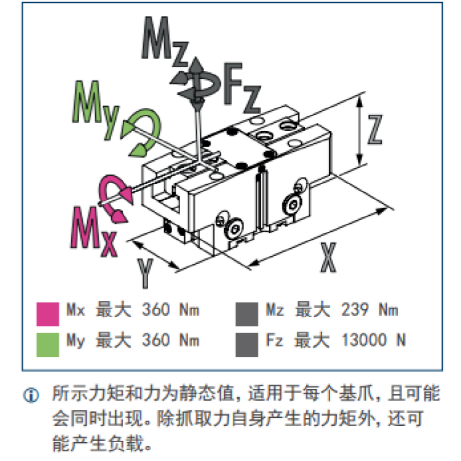 Mz
Fz
My
Z
Mx
Y
X
Mx 最大 360 Nm
Mz 最大 239 Nm
My 最大 360 Nm
Fz 最大 13000 N
ⓘ 所示力矩和力为静态值, 适用于每个基爪, 且可能
会同时出现。除抓取力自身产生的力矩外, 还可
能产生负载。